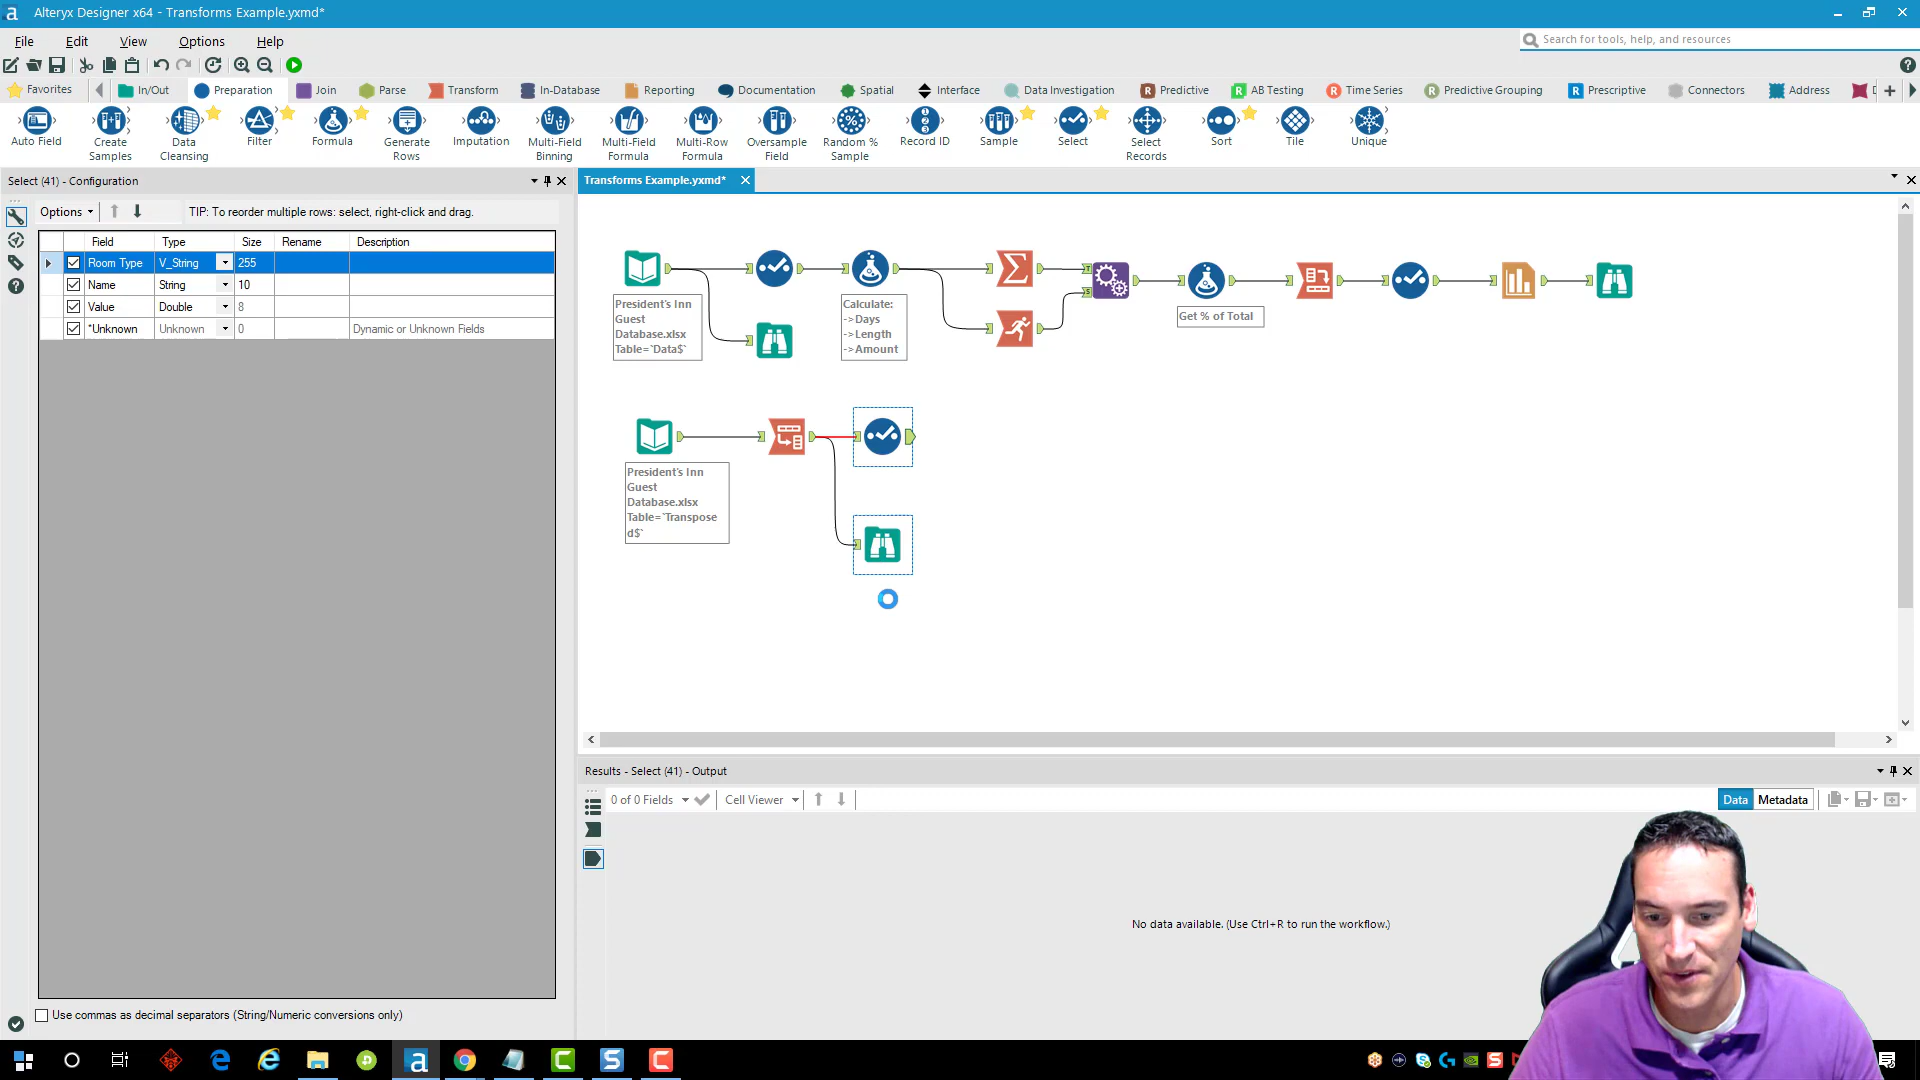 Alteryx Designer x64 - Transforms Example.yxmd*
File Edit View Options Help
Search for tools, help, and resources
Favorites In/Out Preparation Join Parse Transform In-Database Reporting Documentation Spatial Interface Data Investigation Predictive AB Testing Time Series Predictive Grouping Prescriptive Connectors Address
Auto Field Create Samples Data Cleansing Filter Formula Generate Rows Imputation Multi-Field Binning Multi-Field Formula Multi-Row Formula Oversample Field Random % Sample Record ID Sample Select Select Records Sort Tile Unique
Select (41) - Configuration
Transforms Example.yxmd*
Options TIP: To reorder multiple rows: select, right-click and drag.
Field Type Size Rename Description
Room Type V_String 255
Name String 10
Value Double 8
*Unknown Unknown 0 Dynamic or Unknown Fields
President's Inn
Guest
Database.xlsx
Table=`Data$`
Calculate:
->Days
->Length
->Amount
Get % of Total
President's Inn
Guest
Database.xlsx
Table=`Transpose
d$`
Results - Select (41) - Output
0 of 0 Fields Cell Viewer Data Metadata
No data available. (Use Ctrl+R to run the workflow.)
Use commas as decimal separators (String/Numeric conversions only)